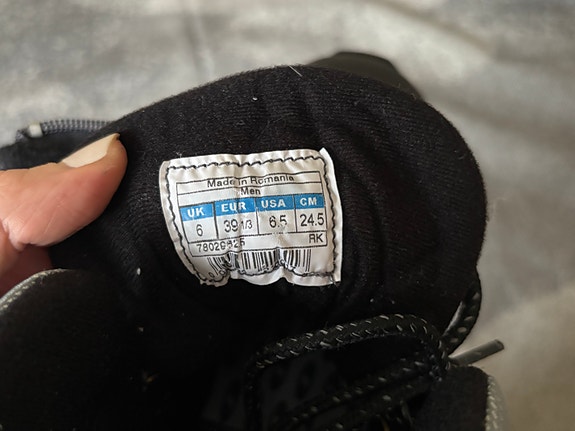 Made in Romania
Men
UK EUR USA CM
6 39 1/3 6.5 24.5
RK